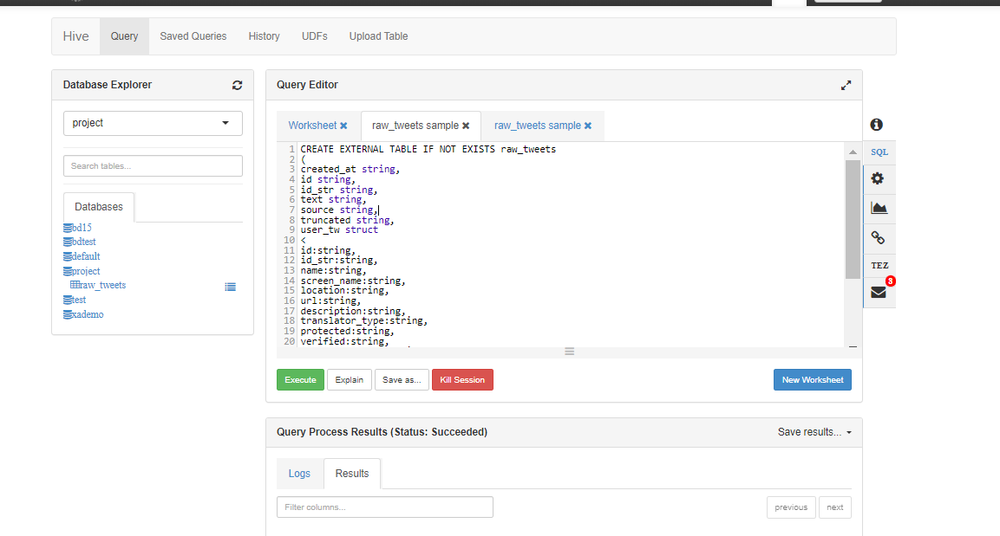 Hive Query Saved Queries History UDFs Upload Table
Database Explorer
project
Search tables...
Databases
bd15
bdtest
default
project
raw_tweets
test
xademo
Query Editor
Worksheet raw_tweets sample raw_tweets sample
1 CREATE EXTERNAL TABLE IF NOT EXISTS raw_tweets
2 (
3 created_at string,
4 id string,
5 id_str string,
6 text string,
7 source string,
8 truncated string,
9 user_tw struct
10 <
11 id:string,
12 id_str:string,
13 name:string,
14 screen_name:string,
15 location:string,
16 url:string,
17 description:string,
18 translator_type:string,
19 protected:string,
20 verified:string,
Execute Explain Save as... Kill Session New Worksheet
SQL
TEZ
3
Query Process Results (Status: Succeeded) Save results...
Logs Results
Filter columns... previous next